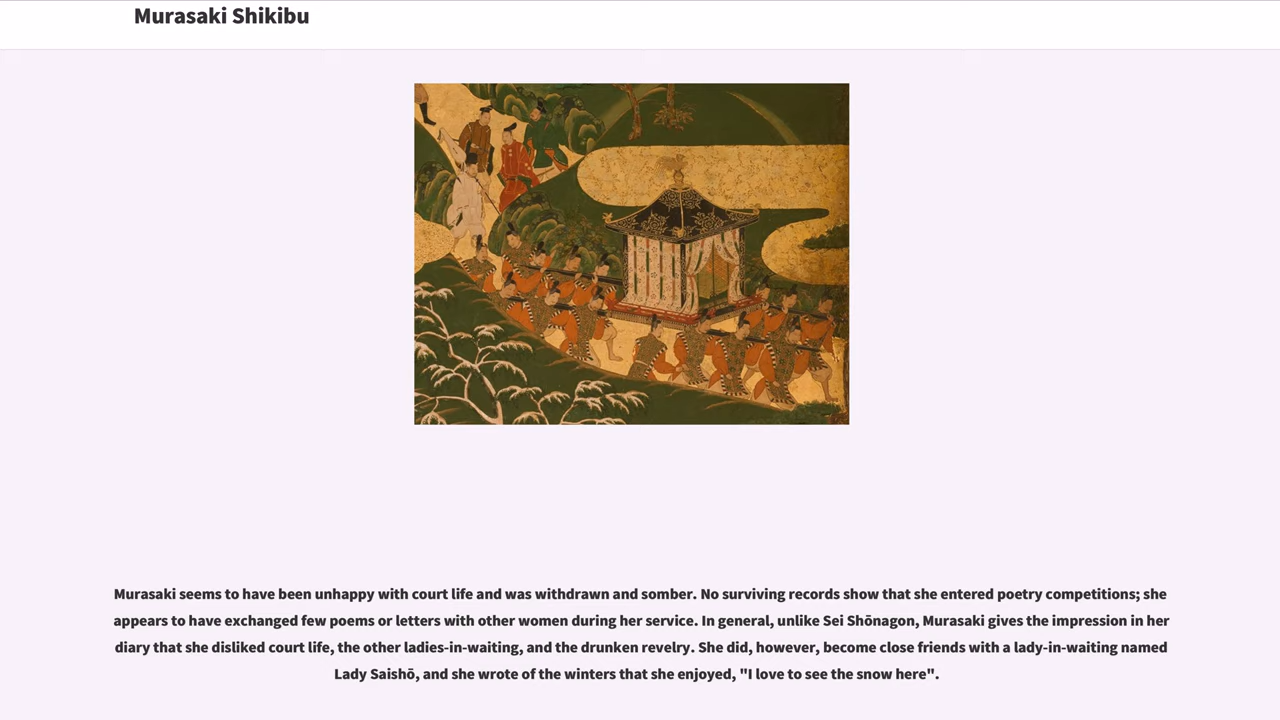 Murasaki Shikibu
Murasaki seems to have been unhappy with court life and was withdrawn and somber. No surviving records show that she entered poetry competitions; she
appears to have exchanged few poems or letters with other women during her service. In general, unlike Sei Shōnagon, Murasaki gives the impression in her
diary that she disliked court life, the other ladies-in-waiting, and the drunken revelry. She did, however, become close friends with a lady-in-waiting named
Lady Saishō, and she wrote of the winters that she enjoyed, "I love to see the snow here".